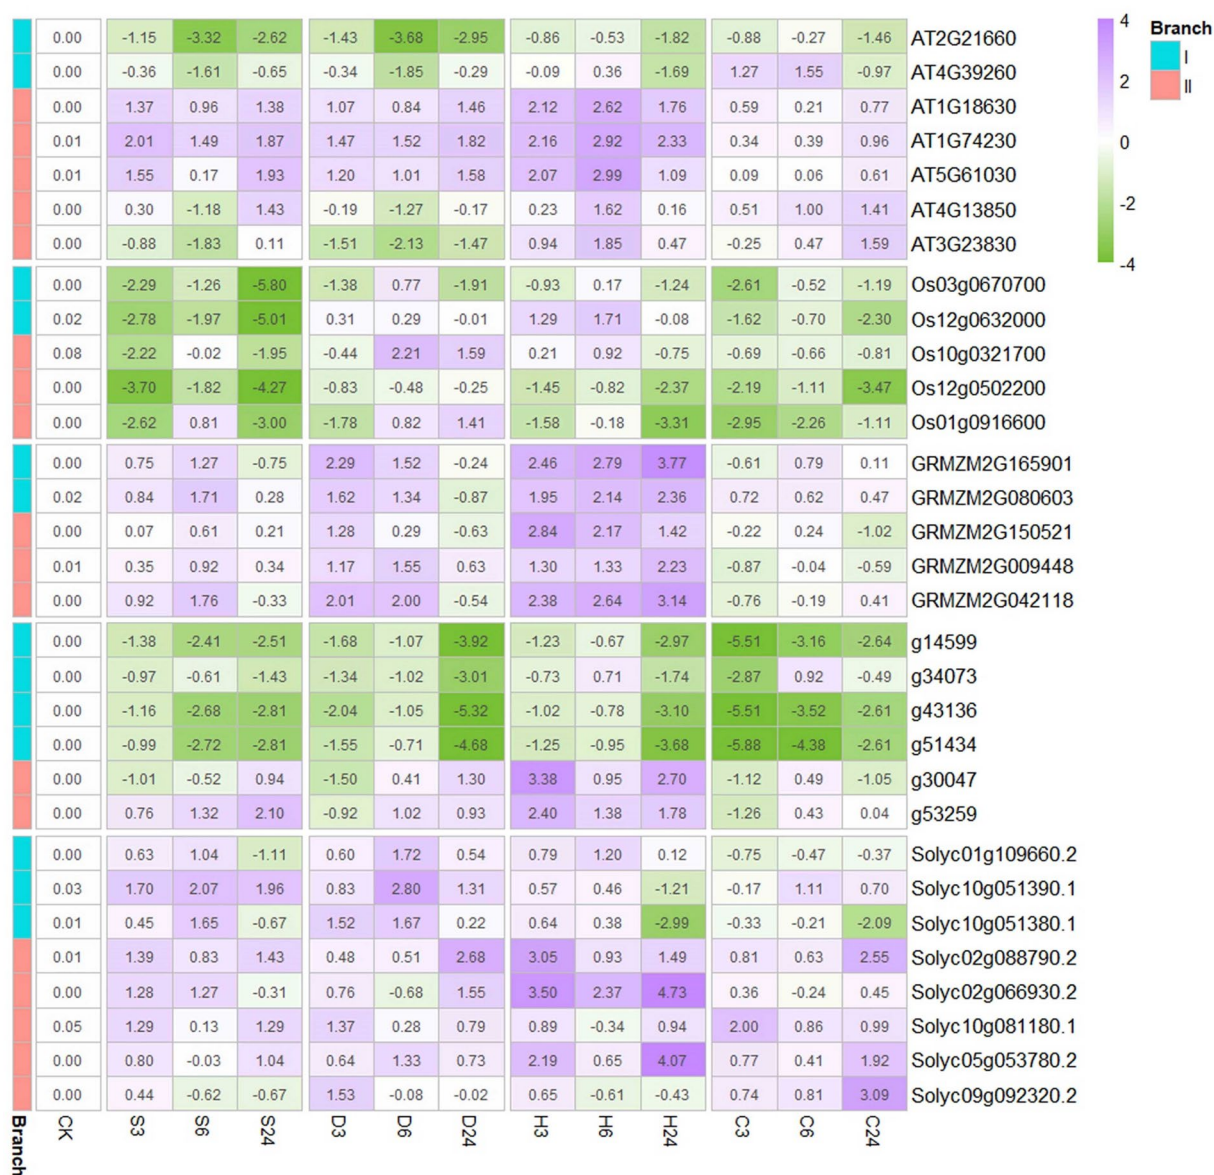 0.00 -1.15 -3.32 -2.62 -1.43 -3.68 -2.95 -0.86 -0.53 -1.82 -0.88 -0.27 -1.46 AT2G21660
0.00 -0.36 -1.61 -0.65 -0.34 -1.85 -0.29 -0.09 0.36 -1.69 1.27 1.55 -0.97 AT4G39260
0.00 1.37 0.96 1.38 1.07 0.84 1.46 2.12 2.62 1.76 0.59 0.21 0.77 AT1G18630
0.01 2.01 1.49 1.87 1.47 1.52 1.82 2.16 2.92 2.33 0.34 0.39 0.96 AT1G74230
0.01 1.55 0.17 1.93 1.20 1.01 1.58 2.07 2.99 1.09 0.09 0.06 0.61 AT5G61030
0.00 0.30 -1.18 1.43 -0.19 -1.27 -0.17 0.23 1.62 0.16 0.51 1.00 1.41 AT4G13850
0.00 -0.88 -1.83 0.11 -1.51 -2.13 -1.47 0.94 1.85 0.47 -0.25 0.47 1.59 AT3G23830
0.00 -2.29 -1.26 -5.80 -1.38 0.77 -1.91 -0.93 0.17 -1.24 -2.61 -0.52 -1.19 Os03g0670700
0.02 -2.78 -1.97 -5.01 0.31 0.29 -0.01 1.29 1.71 -0.08 -1.62 -0.70 -2.30 Os12g0632000
0.08 -2.22 -0.02 -1.95 -0.44 2.21 1.59 0.21 0.92 -0.75 -0.69 -0.66 -0.81 Os10g0321700
0.00 -3.70 -1.82 -4.27 -0.83 -0.48 -0.25 -1.45 -0.82 -2.37 -2.19 -1.11 -3.47 Os12g0502200
0.00 -2.62 0.81 -3.00 -1.78 0.82 1.41 -1.58 -0.18 -3.31 -2.95 -2.26 -1.11 Os01g0916600
0.00 0.75 1.27 -0.75 2.29 1.52 -0.24 2.46 2.79 3.77 -0.61 0.79 0.11 GRMZM2G165901
0.02 0.84 1.71 0.28 1.62 1.34 -0.87 1.95 2.14 2.36 0.72 0.62 0.47 GRMZM2G080603
0.00 0.07 0.61 0.21 1.28 0.29 -0.63 2.84 2.17 1.42 -0.22 0.24 -1.02 GRMZM2G150521
0.01 0.35 0.92 0.34 1.17 1.55 0.63 1.30 1.33 2.23 -0.87 -0.04 -0.59 GRMZM2G009448
0.00 0.92 1.76 -0.33 2.01 2.00 -0.54 2.38 2.64 3.14 -0.76 -0.19 0.41 GRMZM2G042118
0.00 -1.38 -2.41 -2.51 -1.68 -1.07 -3.92 -1.23 -0.67 -2.97 -5.51 -3.16 -2.64 g14599
0.00 -0.97 -0.61 -1.43 -1.34 -1.02 -3.01 -0.73 0.71 -1.74 -2.87 0.92 -0.49 g34073
0.00 -1.16 -2.68 -2.81 -2.04 -1.05 -5.32 -1.02 -0.78 -3.10 -5.51 -3.52 -2.61 g43136
0.00 -0.99 -2.72 -2.81 -1.55 -0.71 -4.68 -1.25 -0.95 -3.68 -5.88 -4.38 -2.61 g51434
0.00 -1.01 -0.52 0.94 -1.50 0.41 1.30 3.38 0.95 2.70 -1.12 0.49 -1.05 g30047
0.00 0.76 1.32 2.10 -0.92 1.02 0.93 2.40 1.38 1.78 -1.26 0.43 0.04 g53259
0.00 0.63 1.04 -1.11 0.60 1.72 0.54 0.79 1.20 0.12 -0.75 -0.47 -0.37 Solyc01g109660.2
0.03 1.70 2.07 1.96 0.83 2.80 1.31 0.57 0.46 -1.21 -0.17 1.11 0.70 Solyc10g051390.1
0.01 0.45 1.65 -0.67 1.52 1.67 0.22 0.64 0.38 -2.99 -0.33 -0.21 -2.09 Solyc10g051380.1
0.01 1.39 0.83 1.43 0.48 0.51 2.68 3.05 0.93 1.49 0.81 0.63 2.55 Solyc02g088790.2
0.00 1.28 1.27 -0.31 0.76 -0.68 1.55 3.50 2.37 4.73 0.36 -0.24 0.45 Solyc02g066930.2
0.05 1.29 0.13 1.29 1.37 0.28 0.79 0.89 -0.34 0.94 2.00 0.86 0.99 Solyc10g081180.1
0.00 0.80 -0.03 1.04 0.64 1.33 0.73 2.19 0.65 4.07 0.77 0.41 1.92 Solyc05g053780.2
0.00 0.44 -0.62 -0.67 1.53 -0.08 -0.02 0.65 -0.61 -0.43 0.74 0.81 3.09 Solyc09g092320.2
Branch CK S3 S6 S24 D3 D6 D24 H3 H6 H24 C3 C6 C24
4
2
0
-2
-4
Branch
I
II